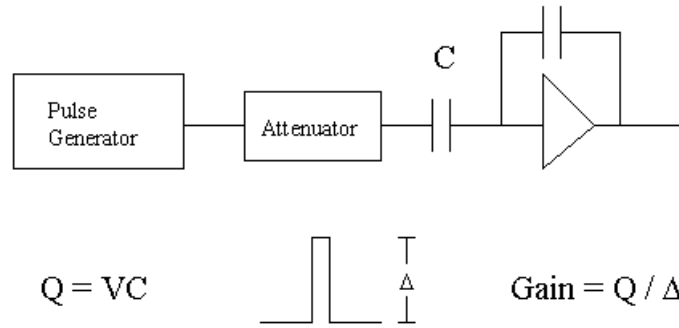 C
Pulse
Generator
Attenuator
Q = VC
Δ
Gain = Q / Δ